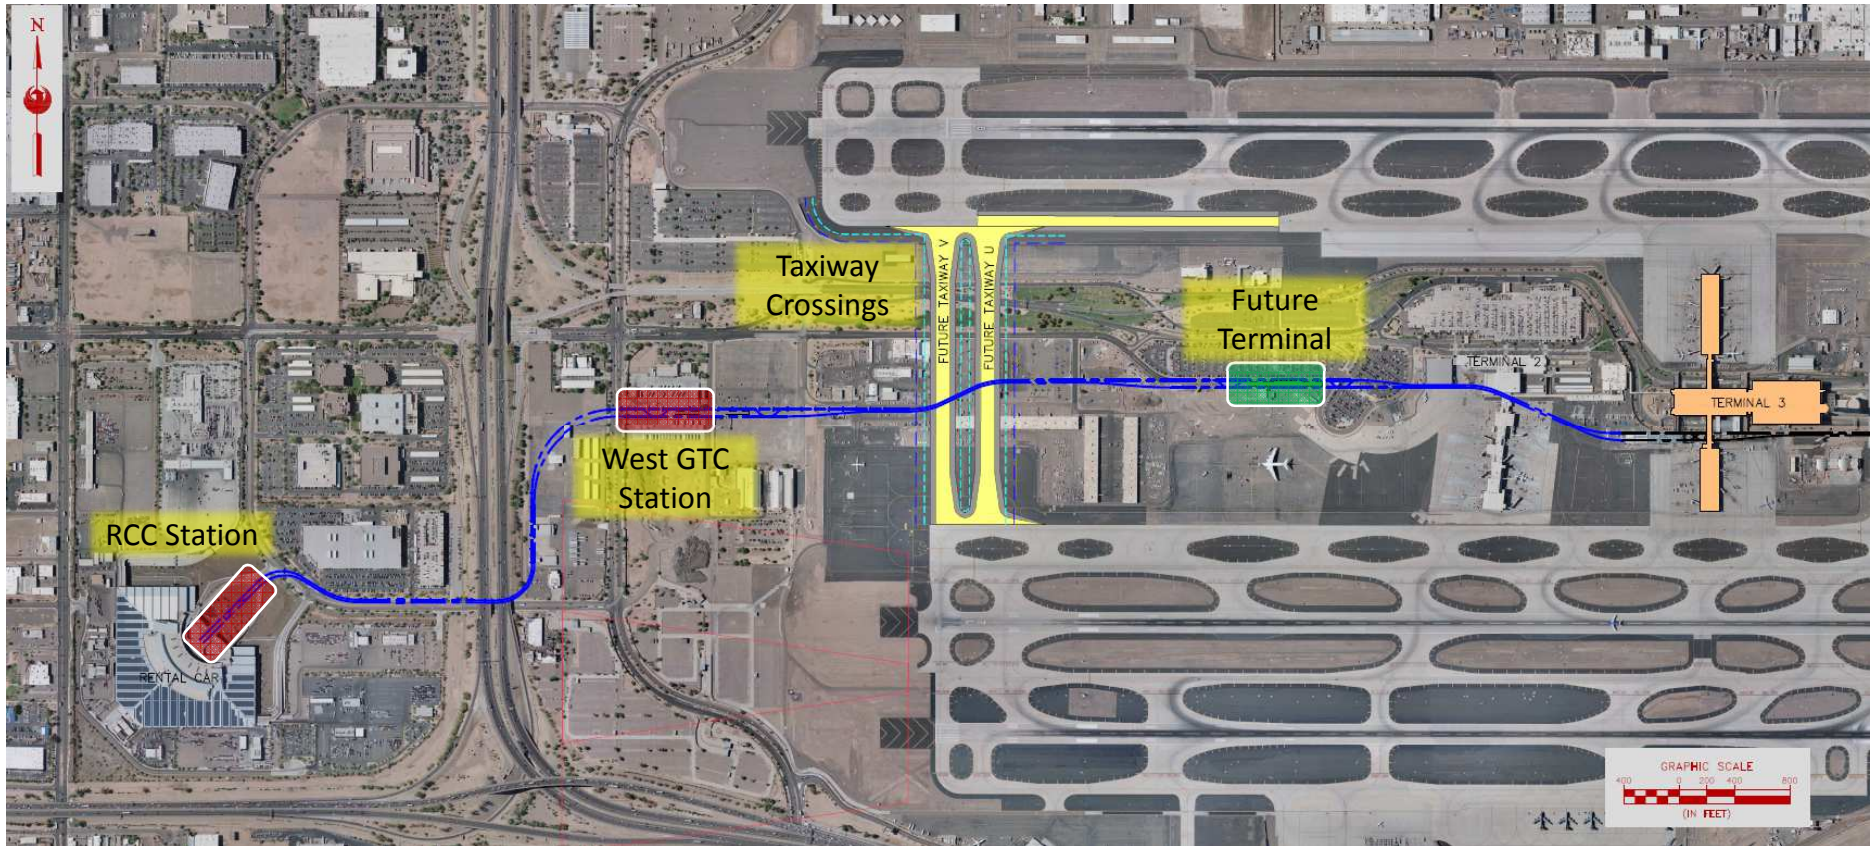 N
Taxiway
Crossings
FUTURE TAXIWAY V
FUTURE TAXIWAY U
Future
Terminal
TERMINAL 2
TERMINAL 3
West GTC
Station
RCC Station
RENTAL CAR
GRAPHIC SCALE
400 0 200 400 800
(IN FEET)